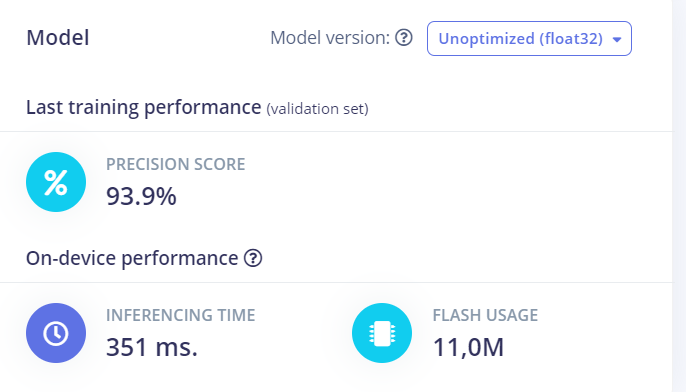 Model
Model version: Unoptimized (float32)
Last training performance (validation set)
%
PRECISION SCORE
93.9%
On-device performance
INFERENCING TIME
351 ms.
FLASH USAGE
11,0M